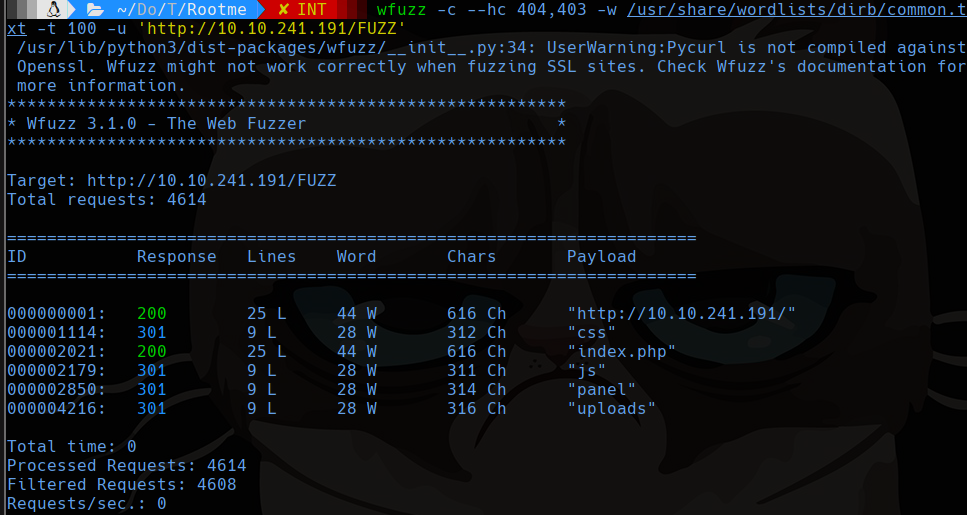 ~/Do/T/Rootme ✘ INT wfuzz -c --hc 404,403 -w /usr/share/wordlists/dirb/common.t
xt -t 100 -u 'http://10.10.241.191/FUZZ'
/usr/lib/python3/dist-packages/wfuzz/__init__.py:34: UserWarning:Pycurl is not compiled against
Openssl. Wfuzz might not work correctly when fuzzing SSL sites. Check Wfuzz's documentation for
more information.
********************************************************
* Wfuzz 3.1.0 - The Web Fuzzer                         *
********************************************************
Target: http://10.10.241.191/FUZZ
Total requests: 4614
=====================================================================
ID           Response   Lines    Word       Chars       Payload
=====================================================================
000000001:   200        25 L     44 W       616 Ch      "http://10.10.241.191/"
000001114:   301        9 L      28 W       312 Ch      "css"
000002021:   200        25 L     44 W       616 Ch      "index.php"
000002179:   301        9 L      28 W       311 Ch      "js"
000002850:   301        9 L      28 W       314 Ch      "panel"
000004216:   301        9 L      28 W       316 Ch      "uploads"
Total time: 0
Processed Requests: 4614
Filtered Requests: 4608
Requests/sec.: 0